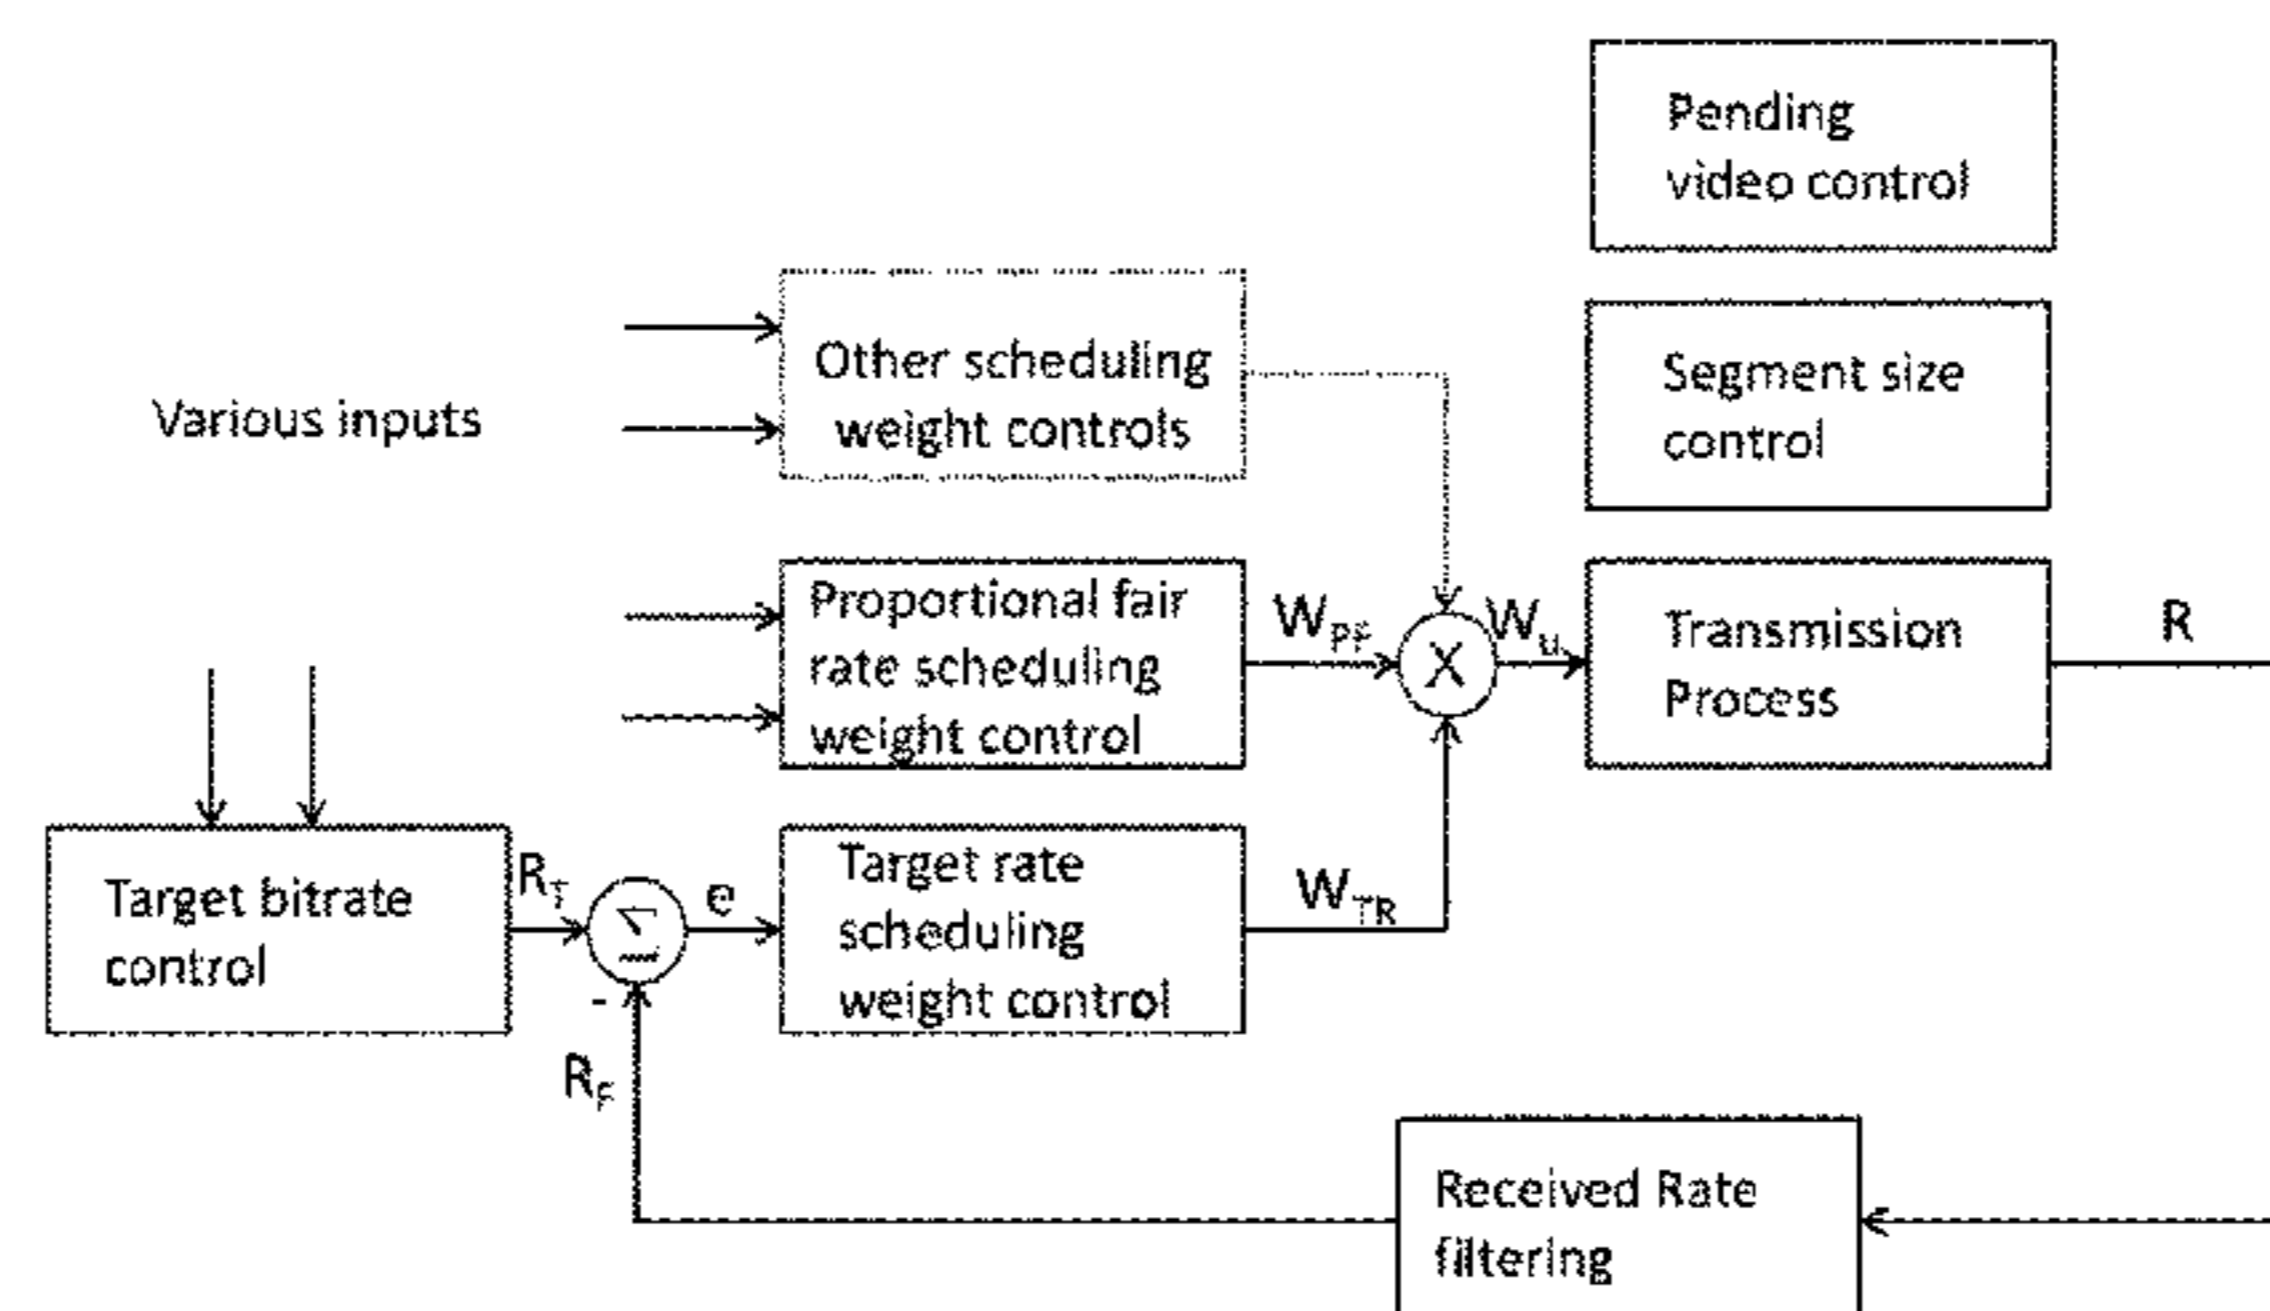 Pending
video control
Other scheduling
weight controls
Segment size
control
Various inputs
Proportional fair
rate scheduling
weight control
W_PF
X
W_u
Transmission
Process
R
Target bitrate
control
R_T
Σ
e
Target rate
scheduling
weight control
W_TR
-
R_F
Received Rate
filtering